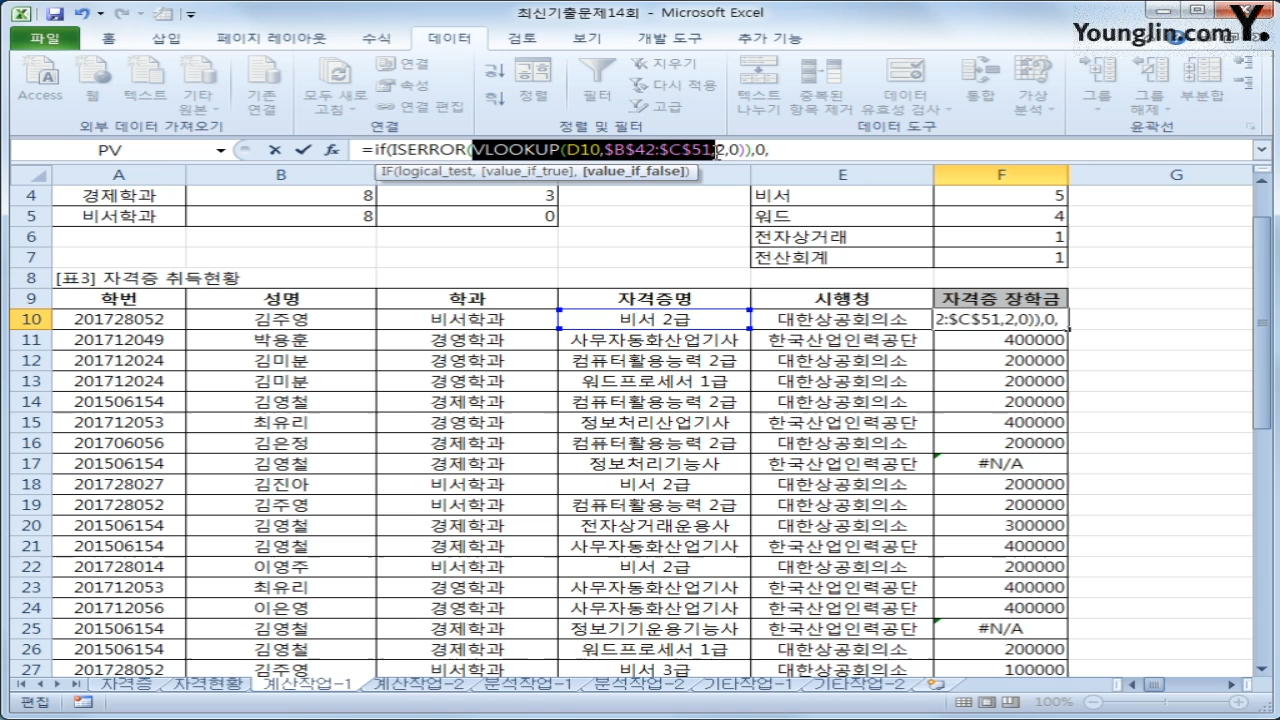 최신기출문제14회 - Microsoft Excel
Younglin.com Y.
파일 홈 삽입 페이지 레이아웃 수식 데이터 검토 보기 개발 도구 추가 기능
Access 웹 텍스트 기타 원본 기존 연결 모두 새로 고침 연결 속성 연결 편집 정렬 필터 지우기 다시 적용 고급 텍스트 나누기 중복된 항목 제거 데이터 유효성 검사 통합 가상 분석 그룹 그룹 해제 부분합
외부 데이터 가져오기 연결 정렬 및 필터 데이터 도구 윤곽선
PV fx =if(ISERROR(VLOOKUP(D10,$B$42:$C$51,2,0)),0,
IF(logical_test, [value_if_true], [value_if_false])
A B E F G
4 경제학과 8 3 비서 5
5 비서학과 8 0 워드 4
6 전자상거래 1
7 전산회계 1
8 [표3] 자격증 취득현황
9 학번 성명 학과 자격증명 시행청 자격증 장학금
10 201728052 김주영 비서학과 비서 2급 대한상공회의소 2:$C$51,2,0)),0,
11 201712049 박용훈 경영학과 사무자동화산업기사 한국산업인력공단 400000
12 201712024 김미분 경영학과 컴퓨터활용능력 2급 대한상공회의소 200000
13 201712024 김미분 경영학과 워드프로세서 1급 대한상공회의소 200000
14 201506154 김영철 경제학과 컴퓨터활용능력 2급 대한상공회의소 200000
15 201712053 최유리 경영학과 정보처리산업기사 한국산업인력공단 400000
16 201706056 김은정 경제학과 컴퓨터활용능력 2급 대한상공회의소 200000
17 201506154 김영철 경제학과 정보처리기능사 한국산업인력공단 #N/A
18 201728027 김진아 비서학과 비서 2급 대한상공회의소 200000
19 201728052 김주영 비서학과 컴퓨터활용능력 2급 대한상공회의소 200000
20 201506154 김영철 경제학과 전자상거래운용사 대한상공회의소 300000
21 201506154 김영철 경제학과 사무자동화산업기사 한국산업인력공단 400000
22 201728014 이영주 비서학과 비서 2급 대한상공회의소 200000
23 201712053 최유리 경영학과 사무자동화산업기사 한국산업인력공단 400000
24 201712056 이은영 경영학과 사무자동화산업기사 한국산업인력공단 400000
25 201506154 김영철 경제학과 정보기기운용기능사 한국산업인력공단 #N/A
26 201506154 김영철 경제학과 워드프로세서 1급 대한상공회의소 200000
27 201728052 김주영 비서학과 비서 3급 대한상공회의소 100000
자격증 자격현황 계산작업-1 계산작업-2 분석작업-1 분석작업-2 기타작업-1 기타작업-2
편집 100%